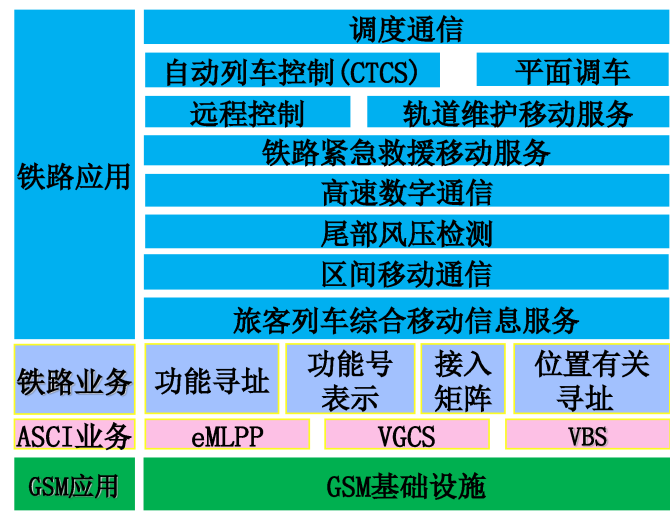 铁路应用
调度通信
自动列车控制(CTCS)
平面调车
远程控制
轨道维护移动服务
铁路紧急救援移动服务
高速数字通信
尾部风压检测
区间移动通信
旅客列车综合移动信息服务
铁路业务
功能寻址
功能号
表示
接入
矩阵
位置有关
寻址
ASCI业务
eMLPP
VGCS
VBS
GSM应用
GSM基础设施